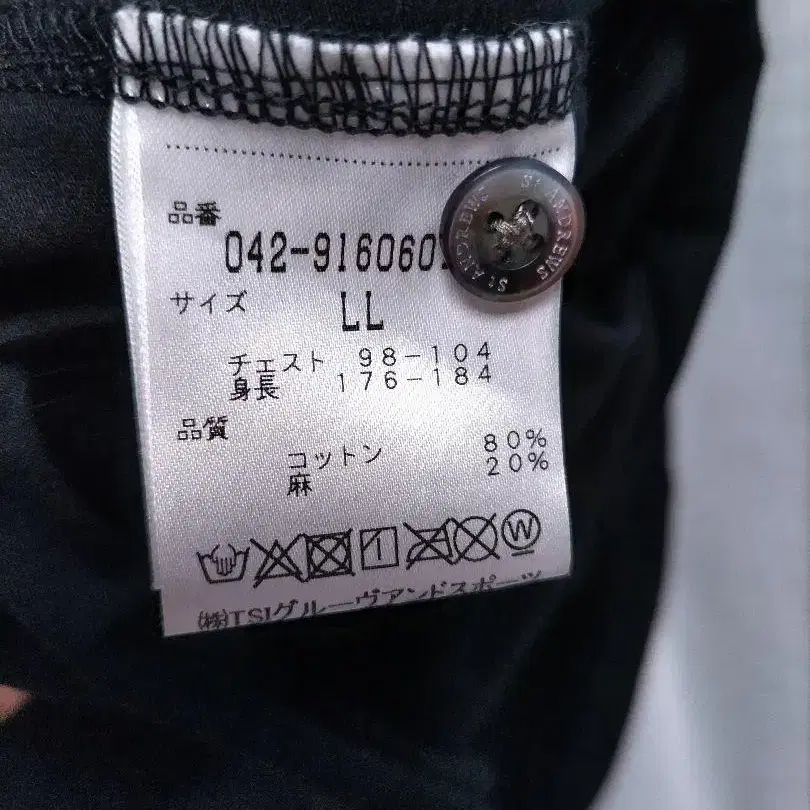 品番
042-916060
サイズ
LL
チェスト 98-104
身長 176-184
品質
コットン 80%
麻 20%
W
(株)TSIグルーヴアンドスポーツ
St ANDREWS
St ANDREWS